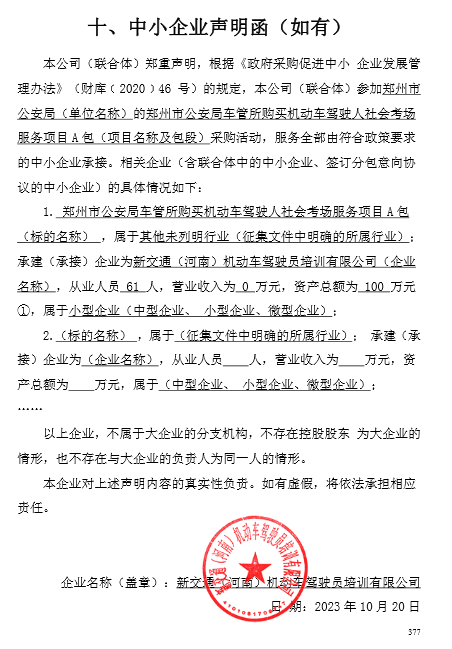 十、中小企业声明函（如有）
本公司（联合体）郑重声明，根据《政府采购促进中小 企业发展管
理办法》（财库﹝2020﹞46 号）的规定，本公司（联合体）参加郑州市
公安局（单位名称）的郑州市公安局车管所购买机动车驾驶人社会考场
服务项目 A 包（项目名称及包段）采购活动，服务全部由符合政策要求
的中小企业承接。相关企业（含联合体中的中小企业、签订分包意向协
议的中小企业）的具体情况如下：
1. 郑州市公安局车管所购买机动车驾驶人社会考场服务项目 A 包
（标的名称） ，属于其他未列明行业（征集文件中明确的所属行业）；
承建（承接）企业为新交通（河南）机动车驾驶员培训有限公司（企业
名称），从业人员 61 人，营业收入为 0 万元，资产总额为 100 万元
①，属于小型企业（中型企业、 小型企业、微型企业）；
2.（标的名称） ，属于（征集文件中明确的所属行业）； 承建（承
接）企业为（企业名称），从业人员____人，营业收入为____万元，资
产总额为____万元，属于（中型企业、 小型企业、微型企业）；
……
以上企业，不属于大企业的分支机构，不存在控股股东 为大企业的
情形，也不存在与大企业的负责人为同一人的情形。
本企业对上述声明内容的真实性负责。如有虚假，将依法承担相应
责任。
新交通（河南）机动车驾驶员培训有限公司
企业名称（盖章）：新交通（河南）机动车驾驶员培训有限公司
日 期：2023 年 10 月 20 日
377